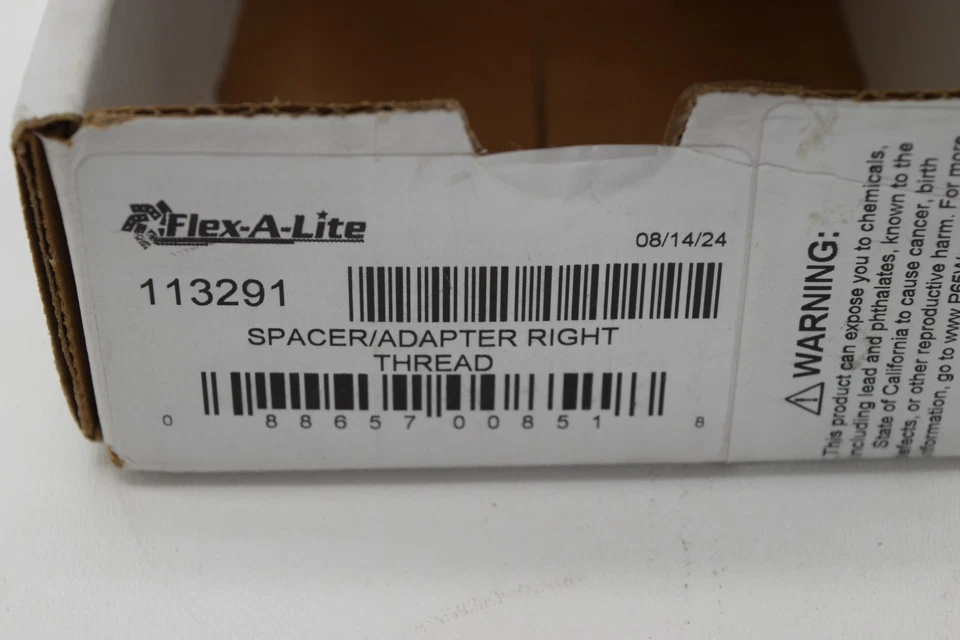 Flex-A-Lite
08/14/24
113291
SPACER/ADAPTER RIGHT
THREAD
0 88657 00851 8
WARNING:
This product can expose you to chemicals,
including lead and phthalates, known to the
State of California to cause cancer, birth
defects, or other reproductive harm. For more
information, go to www.P65W